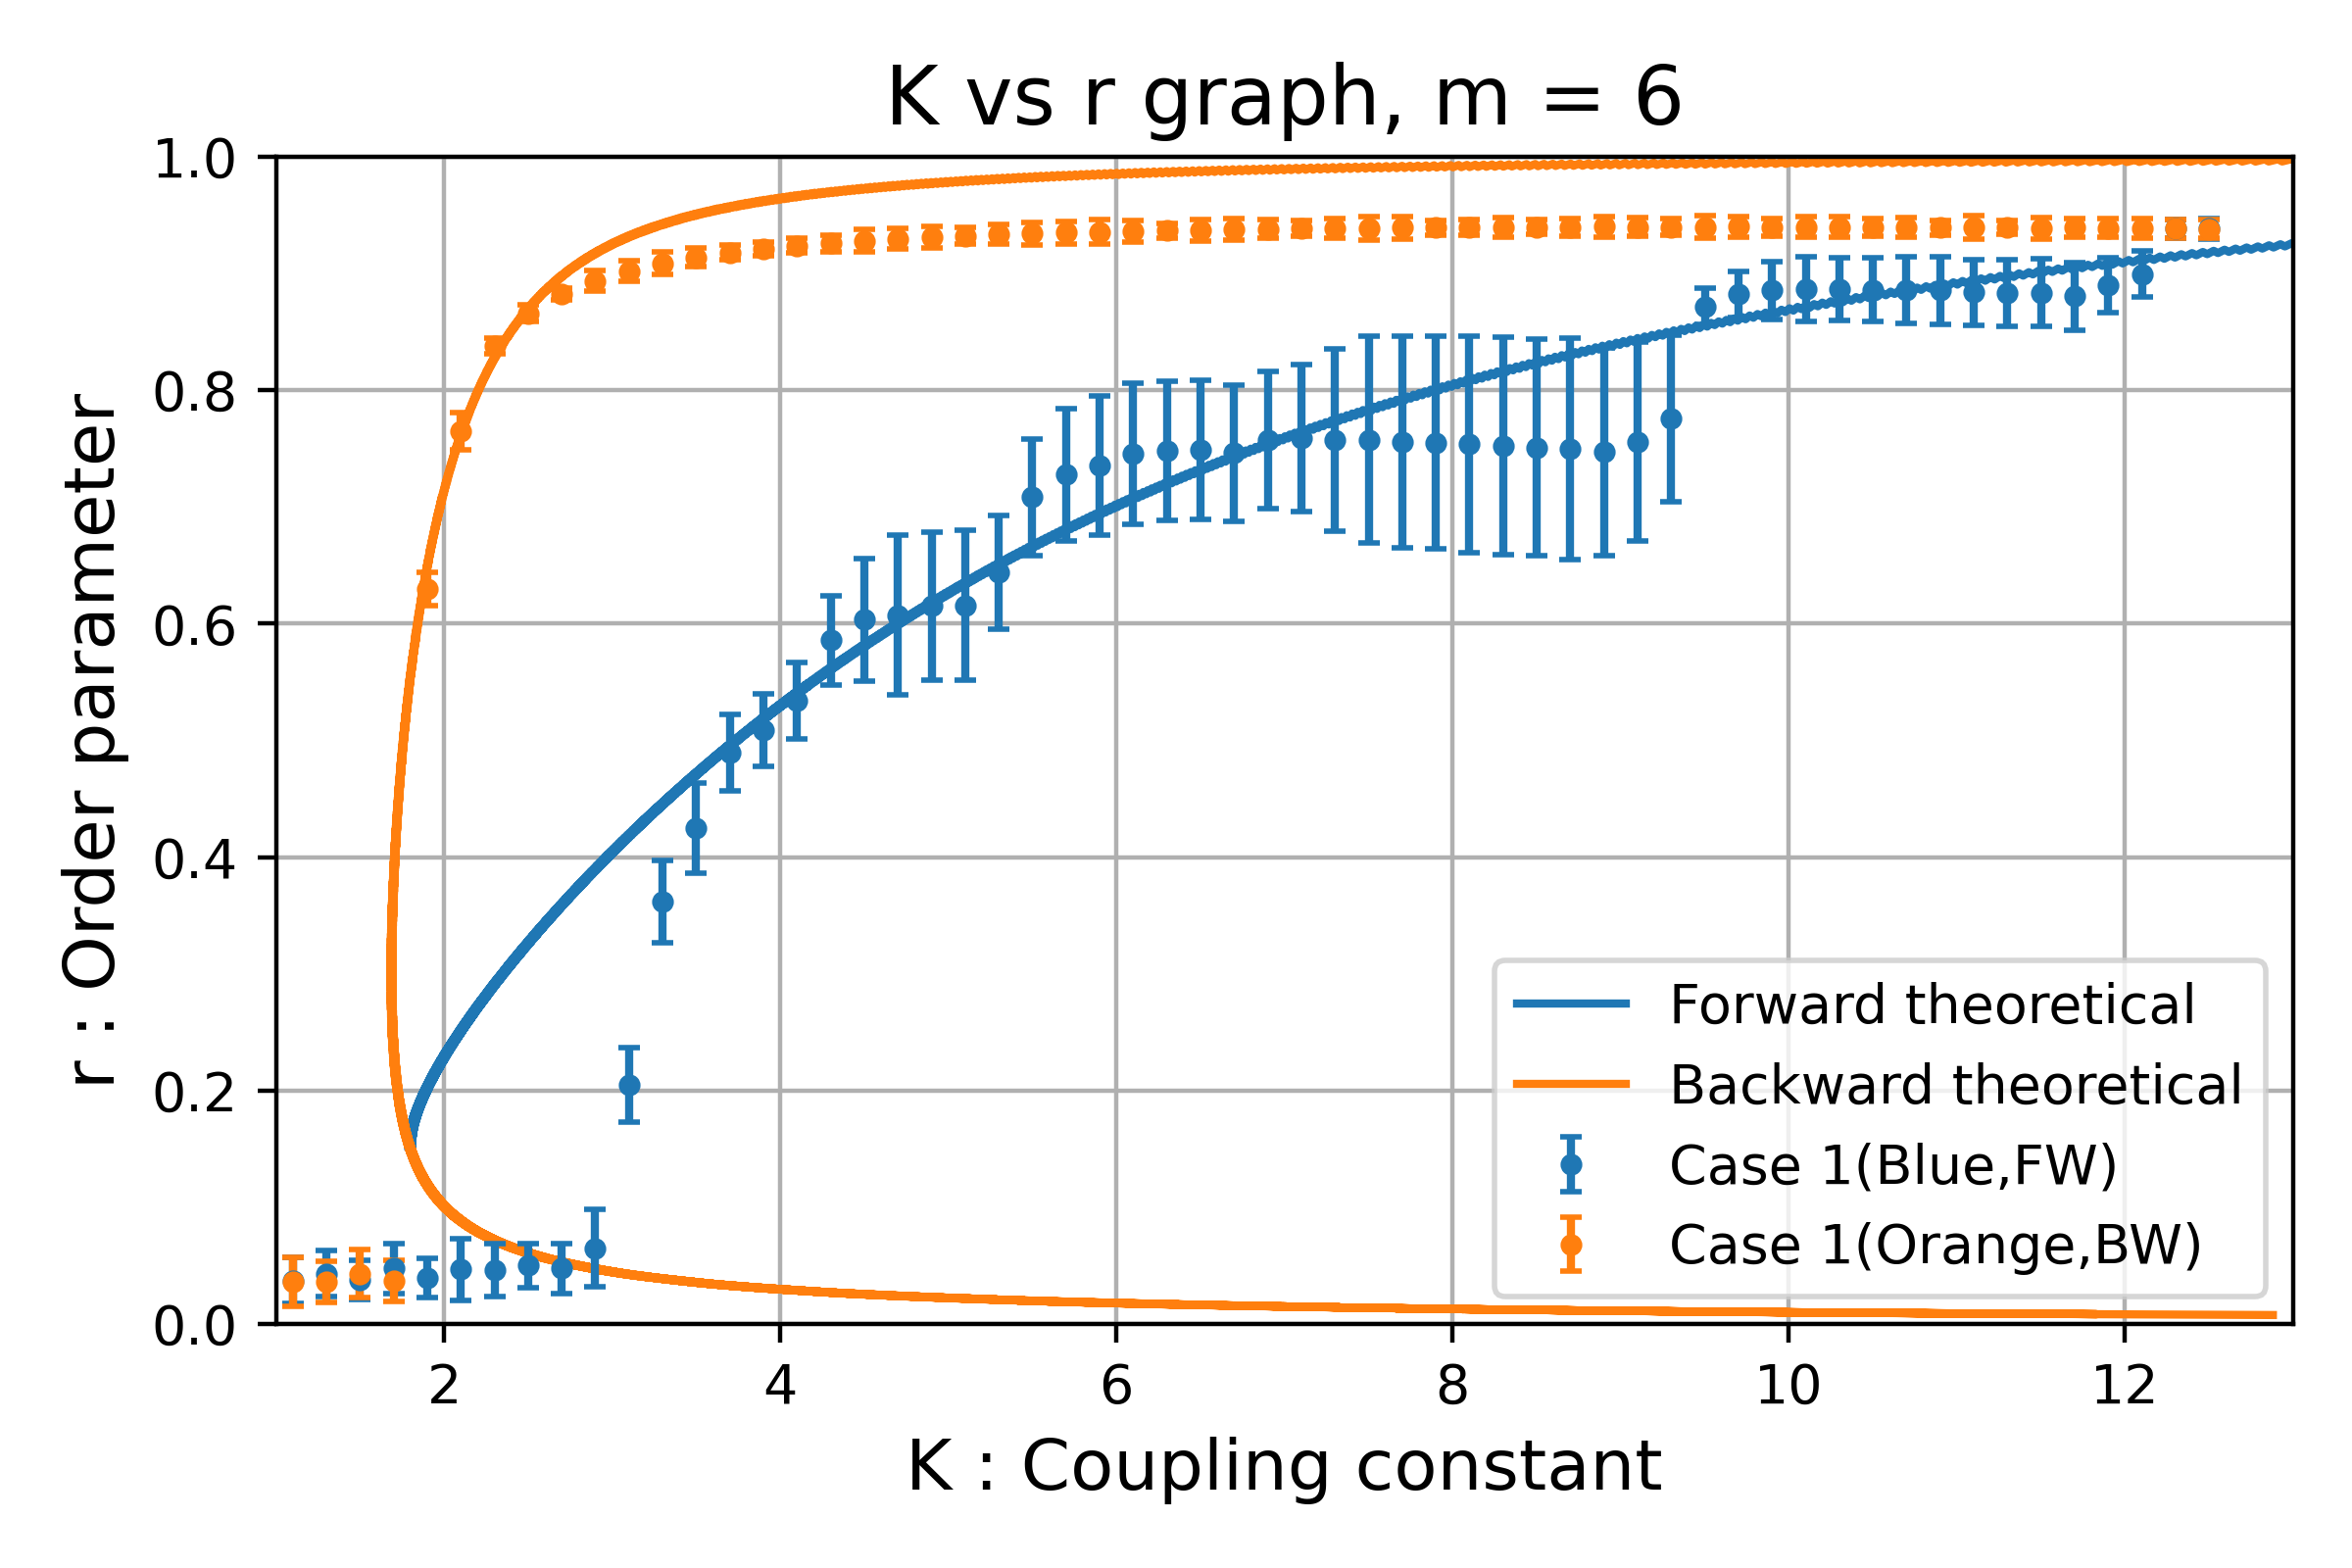 K vs r graph, m = 6
1.0
0.8
0.6
0.4
0.2
0.0
r : Order parameter
Forward theoretical
Backward theoretical
Case 1(Blue,FW)
Case 1(Orange,BW)
2 4 6 8 10 12
K : Coupling constant